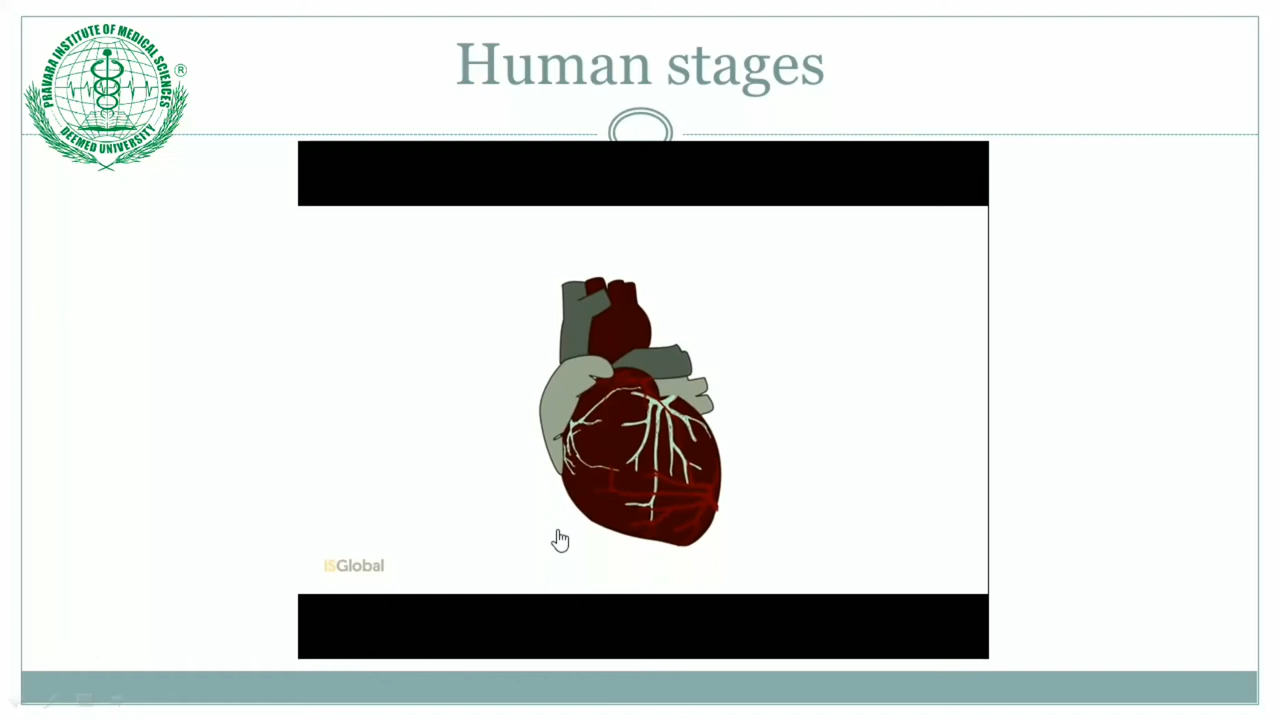 PRAVARA INSTITUTE OF MEDICAL SCIENCES
DEEMED UNIVERSITY
®
Human stages
ISGlobal